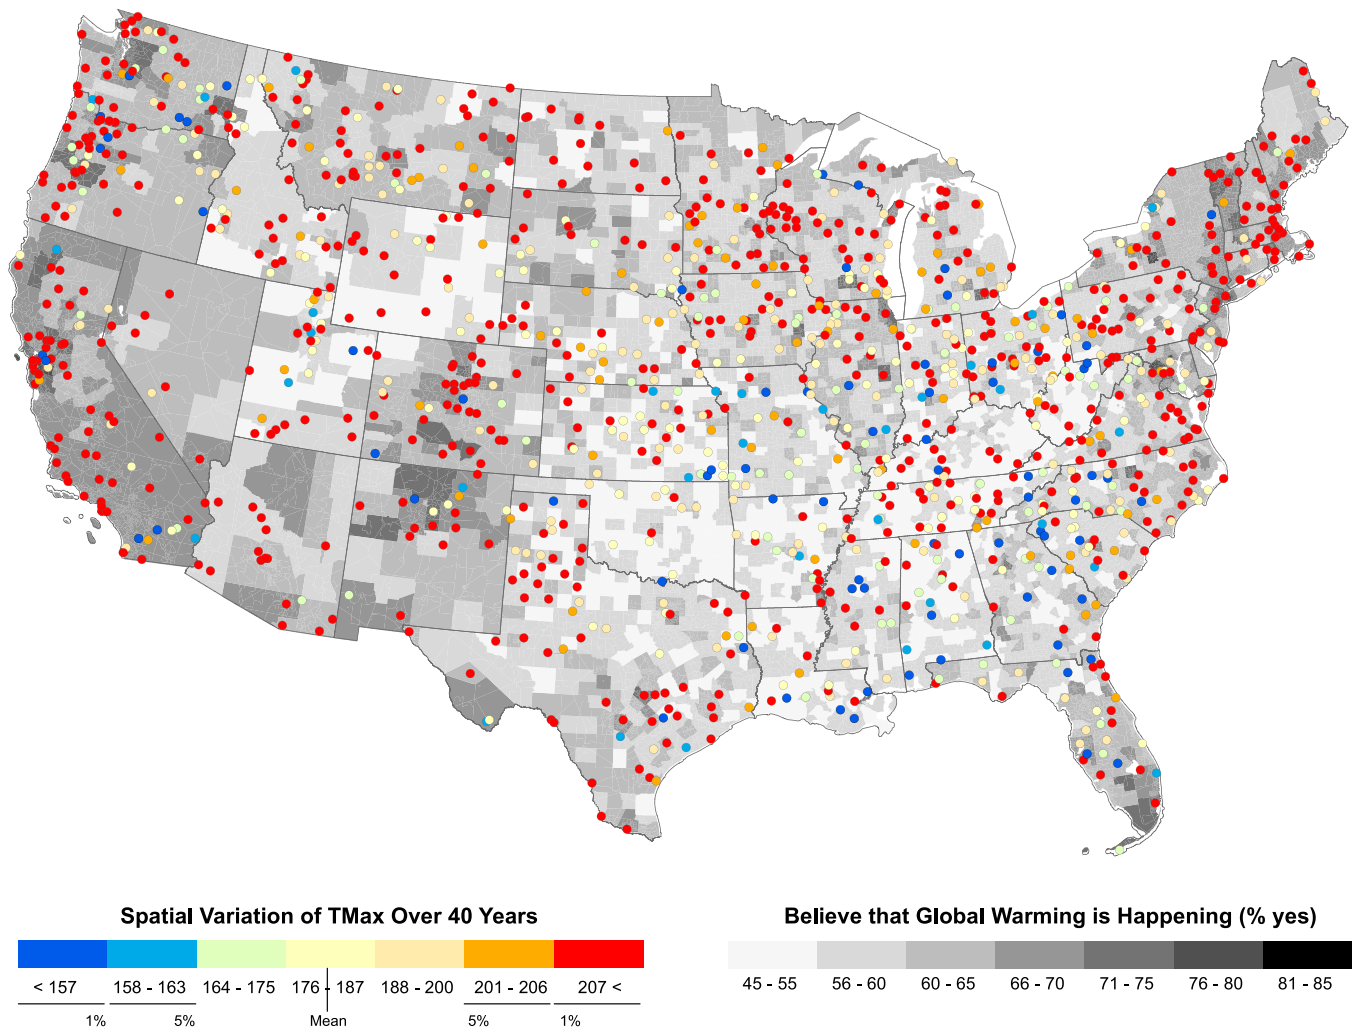 Spatial Variation of TMax Over 40 Years
< 157 158 - 163 164 - 175 176 - 187 188 - 200 201 - 206 207 <
1% 5% Mean 5% 1%
Believe that Global Warming is Happening (% yes)
45 - 55 56 - 60 60 - 65 66 - 70 71 - 75 76 - 80 81 - 85